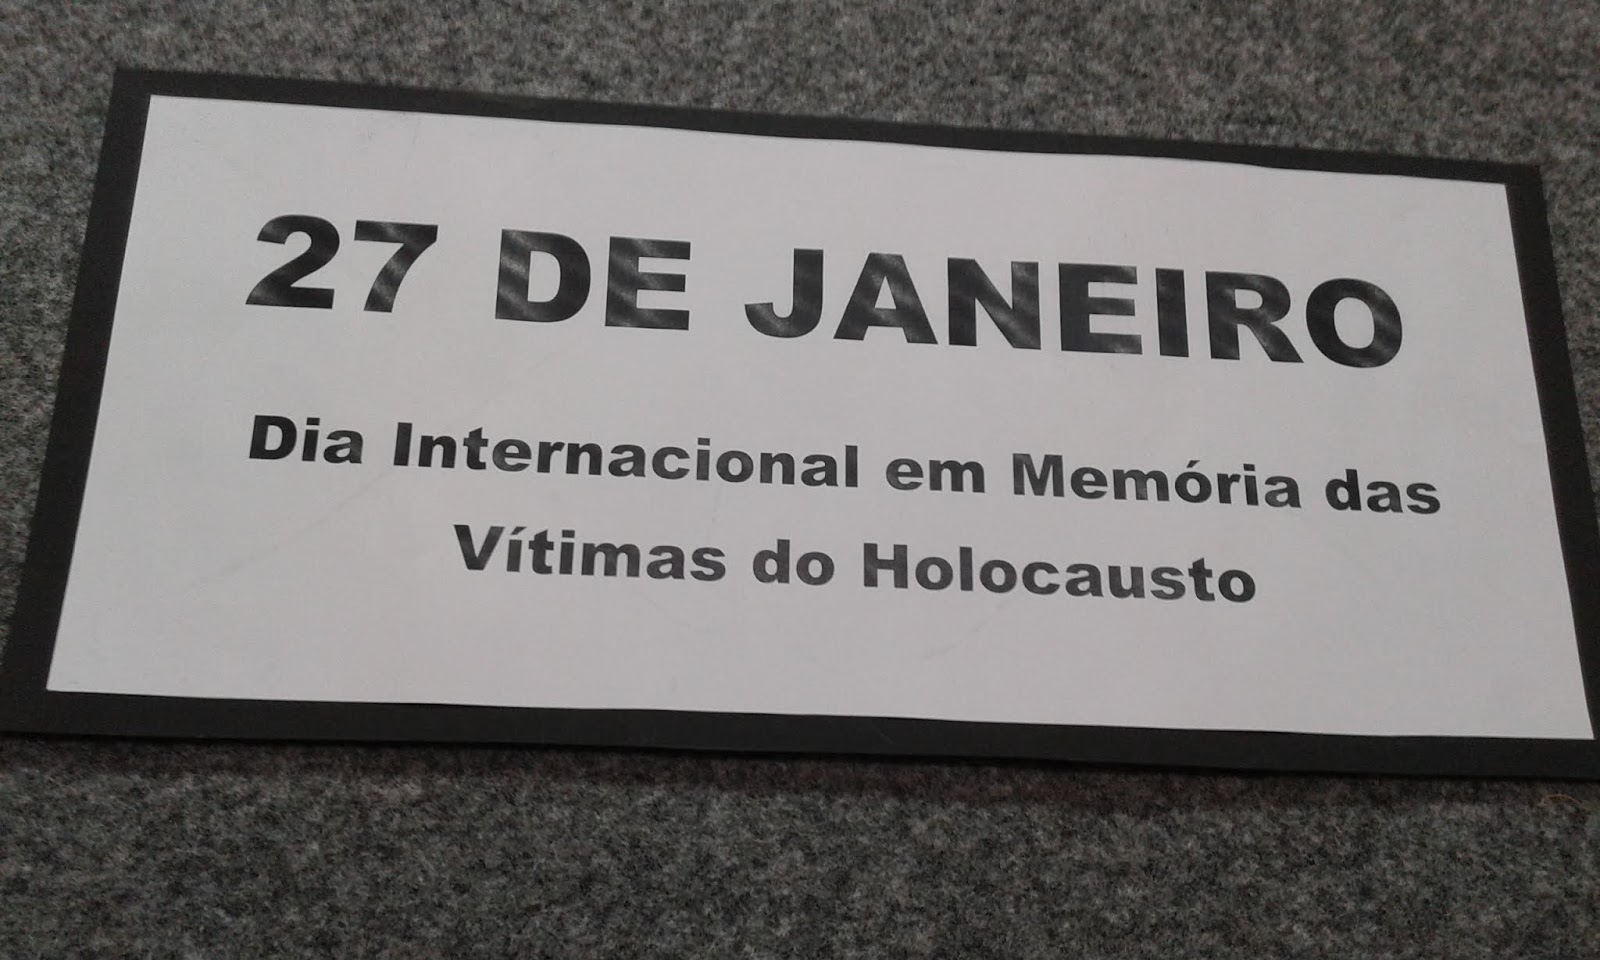 27 DE JANEIRO
Dia Internacional em Memória das
Vítimas do Holocausto